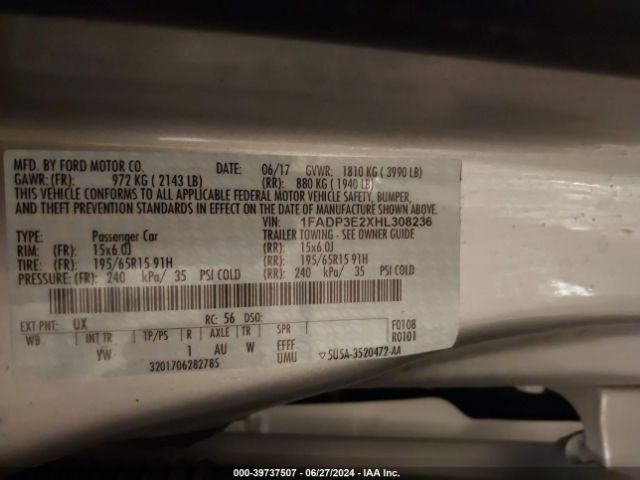 MFD. BY FORD MOTOR CO. DATE: 06/17 GVWR: 1810 KG ( 3990 LB)
GAWR: (FR): 972 KG ( 2143 LB) (RR): 880 KG ( 1940 LB)
THIS VEHICLE CONFORMS TO ALL APPLICABLE FEDERAL MOTOR VEHICLE SAFETY, BUMPER,
AND THEFT PREVENTION STANDARDS IN EFFECT ON THE DATE OF MANUFACTURE SHOWN ABOVE.
VIN: 1FADP3E2XHL308236
TYPE: Passenger Car TRAILER TOWING - SEE OWNER GUIDE
RIM: (FR): 15x6.0J (RR): 15x6.0J
TIRE: (FR): 195/65R15 91H (RR): 195/65R15 91H
PRESSURE: (FR): 240 kPa/ 35 PSI COLD (RR): 240 kPa/ 35 PSI COLD
EXT PNT: UX RC: 56 DSO: F0108
WB INT TR TP/PS R AXLE TR SPR R0101
YW 1 AU W FFFF
UMU
3201706282785 ▽5U5A-3520472-AA
000-39737507 / 06/27/2024 / IAA Inc.